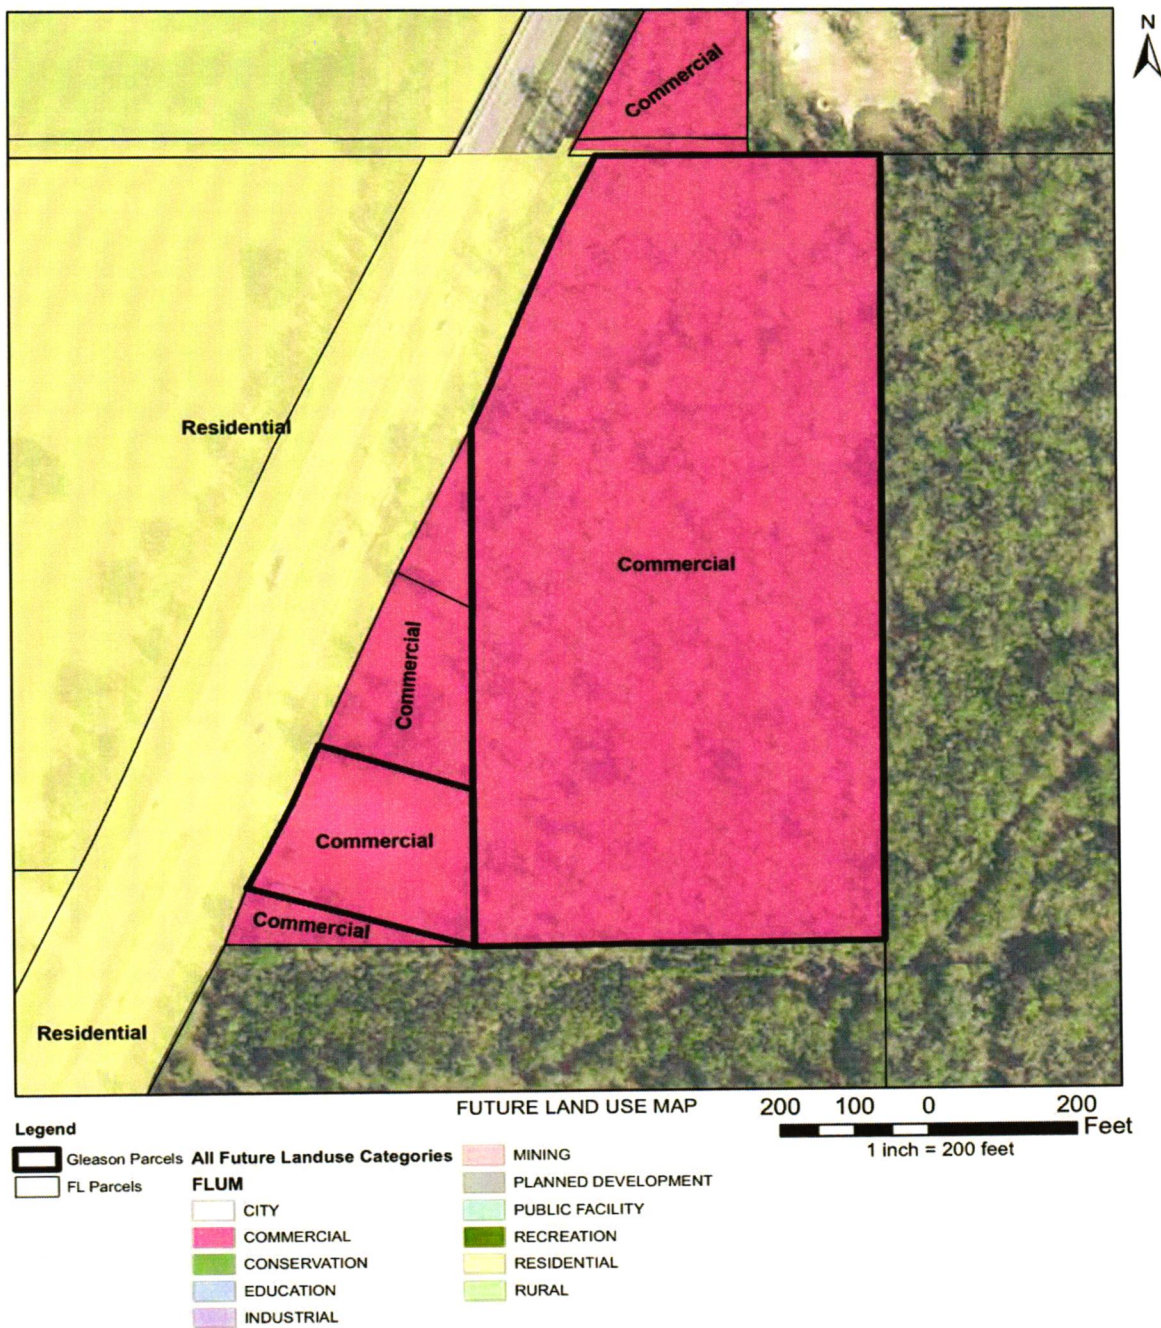 N
Commercial
Residential
Commercial
Commercial
Commercial
Commercial
Residential
FUTURE LAND USE MAP
200 100 0 200
Feet
1 inch = 200 feet
Legend
Gleason Parcels
FL Parcels
All Future Landuse Categories
FLUM
CITY
COMMERCIAL
CONSERVATION
EDUCATION
INDUSTRIAL
MINING
PLANNED DEVELOPMENT
PUBLIC FACILITY
RECREATION
RESIDENTIAL
RURAL